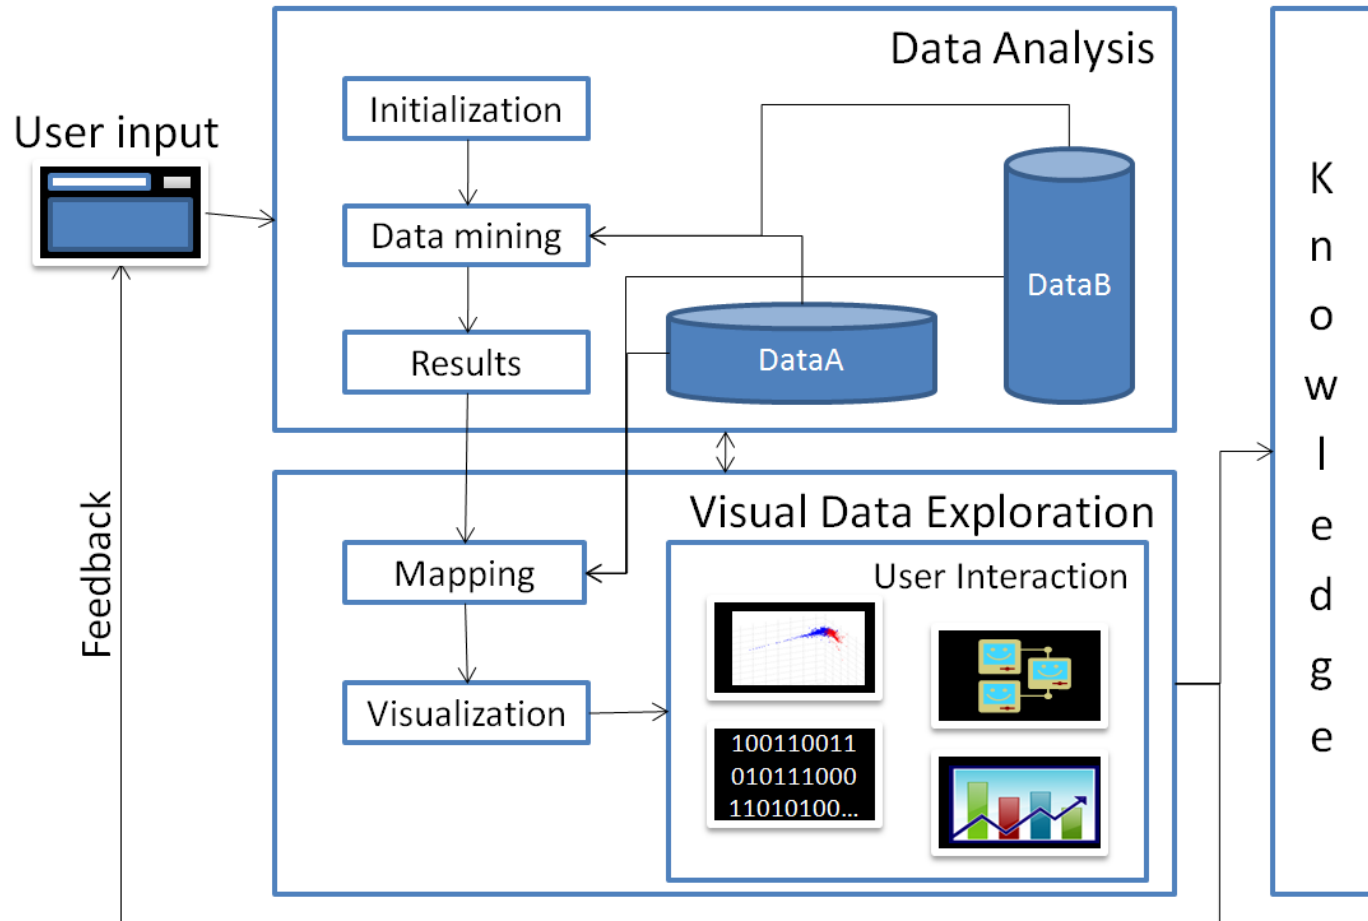 Data Analysis
Initialization
User input
Data mining
DataB
Results
DataA
Feedback
Visual Data Exploration
Mapping
User Interaction
Visualization
100110011
010111000
11010100...
K
n
o
w
l
e
d
g
e